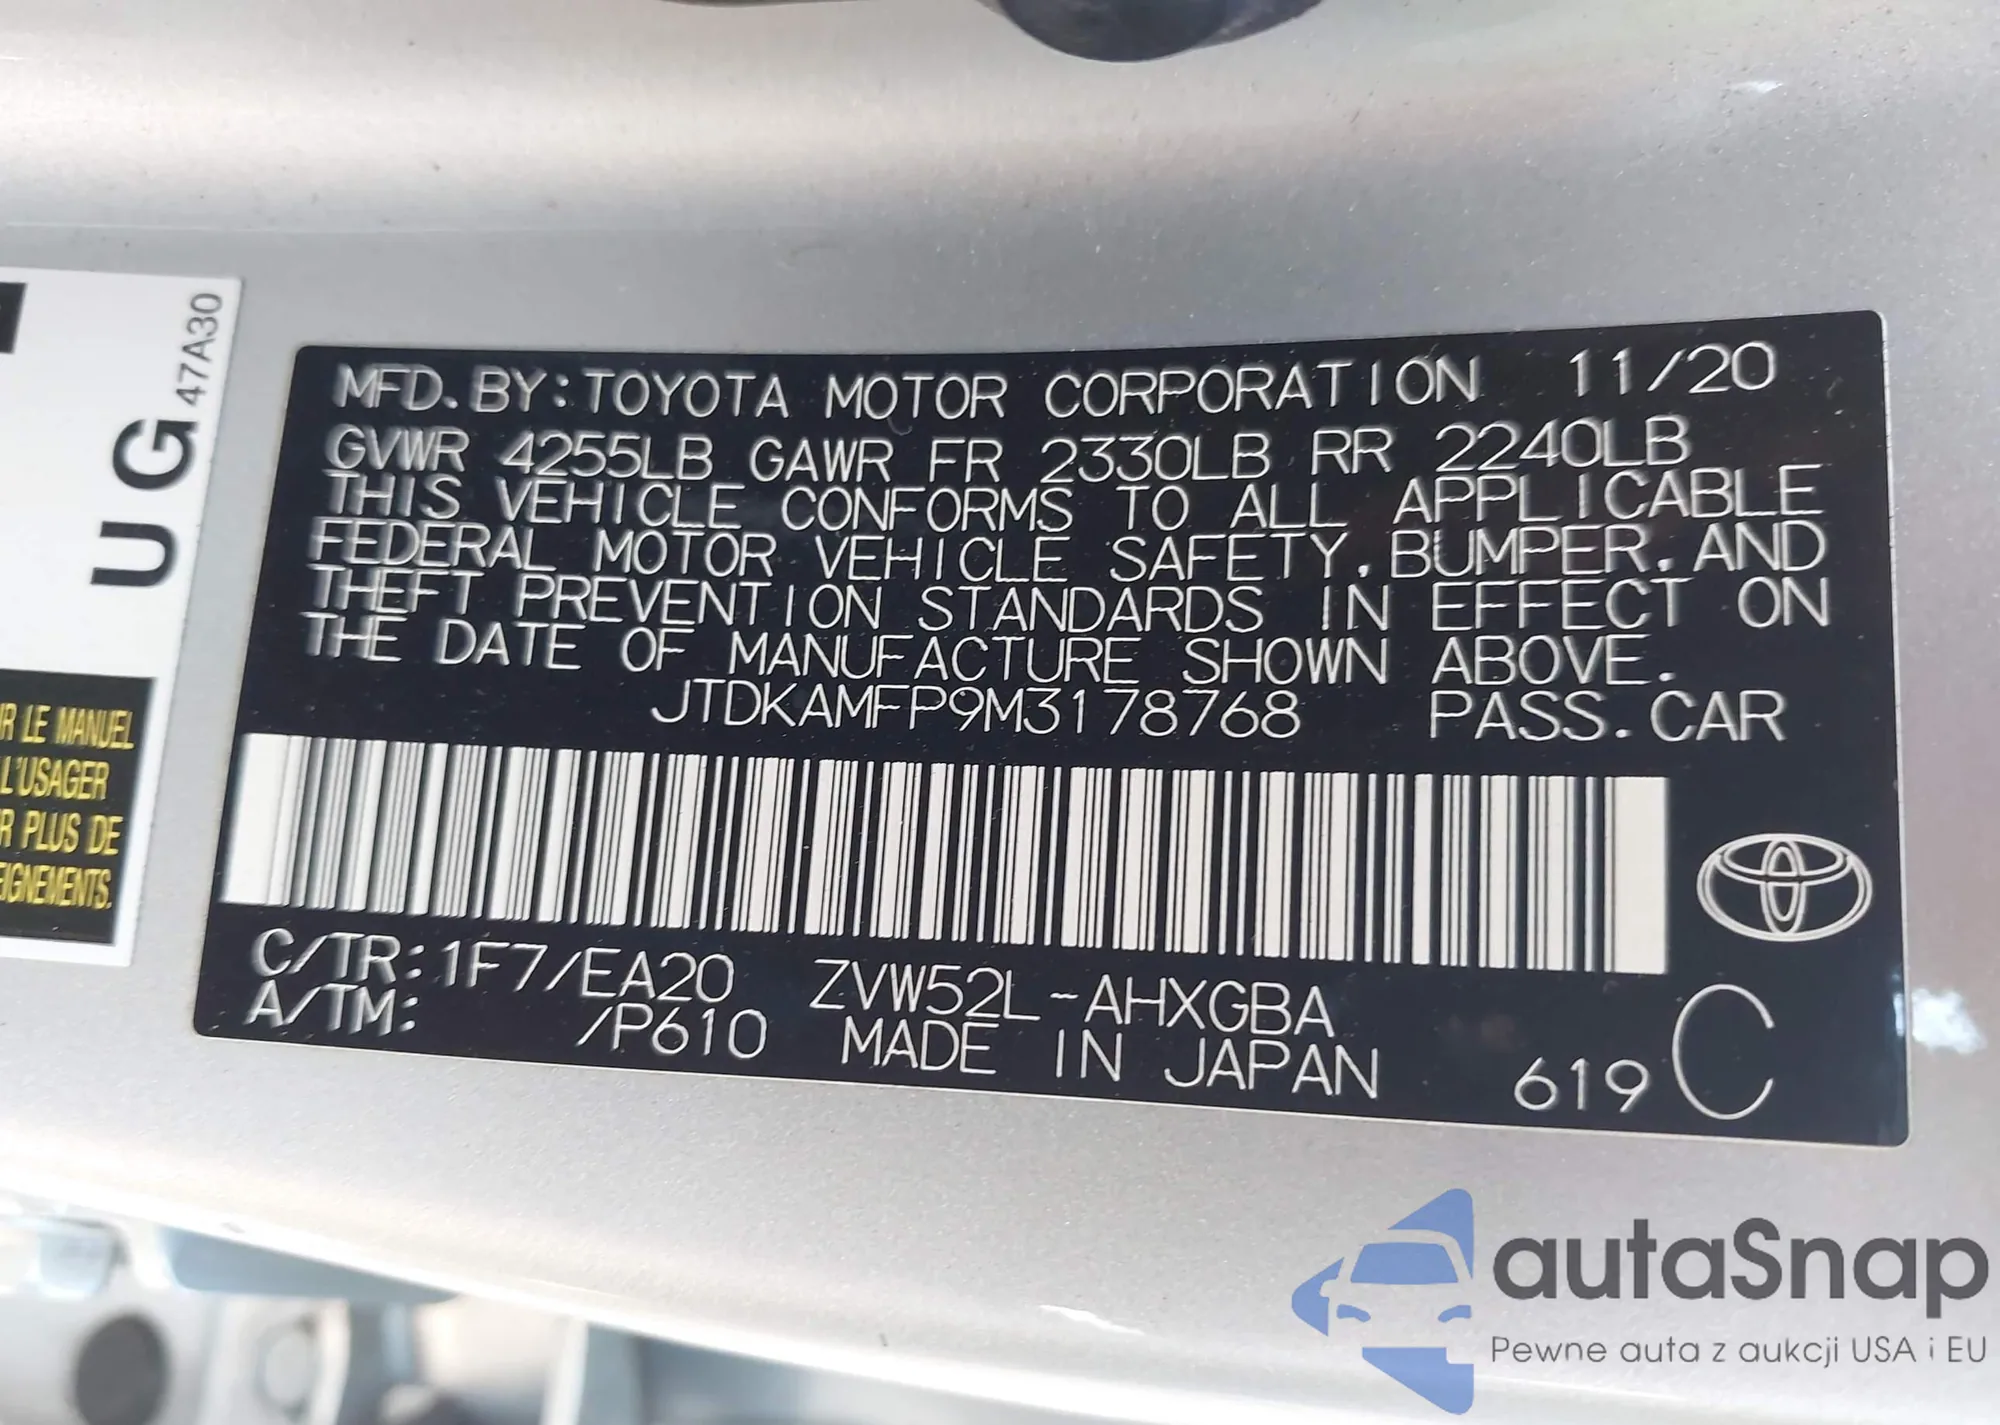 47A30
UG
R LE MANUEL
L'USAGER
R PLUS DE
EIGNEMENTS.
MFD. BY: TOYOTA MOTOR CORPORATION 11/20
GVWR 4255LB GAWR FR 2330LB RR 2240LB
THIS VEHICLE CONFORMS TO ALL APPLICABLE
FEDERAL MOTOR VEHICLE SAFETY, BUMPER, AND
THEFT PREVENTION STANDARDS IN EFFECT ON
THE DATE OF MANUFACTURE SHOWN ABOVE.
JTDKAMFP9M3178768 PASS. CAR
C/TR: 1F7/EA20 ZVW52L-AHXGBA
A/TM: /P610 MADE IN JAPAN 619 C
autaSnap
Pewne auta z aukcji USA i EU